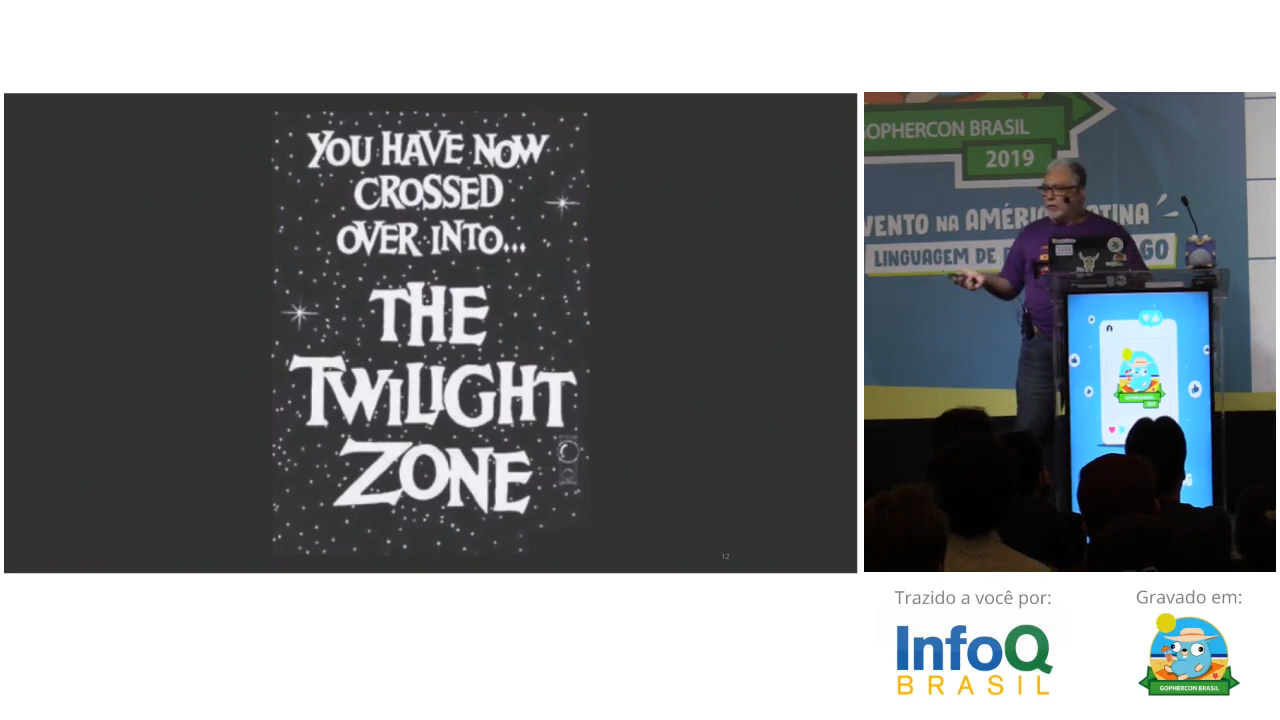 YOU HAVE NOW
CROSSED
OVER INTO...
THE
TWILIGHT
ZONE
12
GOPHERCON BRASIL
2019
VENTO NA AMÉRICA LATINA
LINGUAGEM DE
GO
Trazido a você por:
InfoQ
BRASIL
Gravado em:
GOPHERCON BRASIL